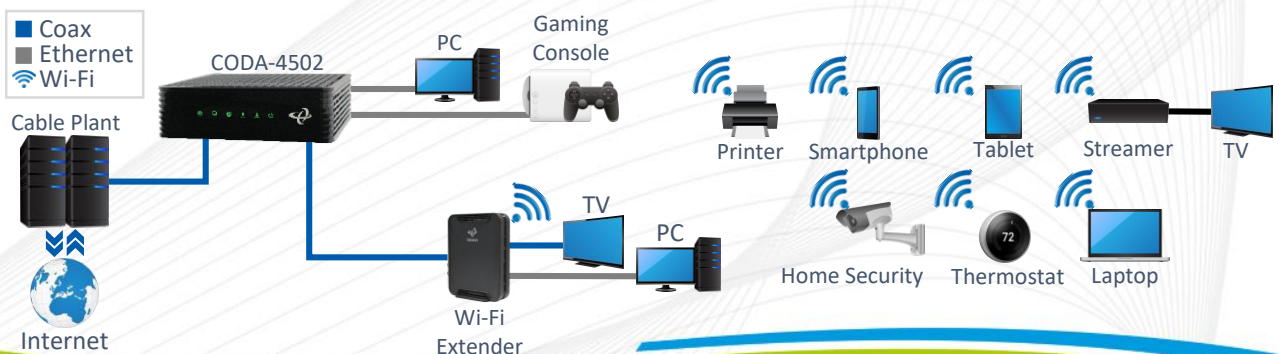 Coax
Ethernet
Wi-Fi
CODA-4502
PC
Gaming
Console
Cable Plant
Internet
TV
PC
Wi-Fi
Extender
Printer
Smartphone
Tablet
Streamer
TV
Home Security
72
Thermostat
Laptop